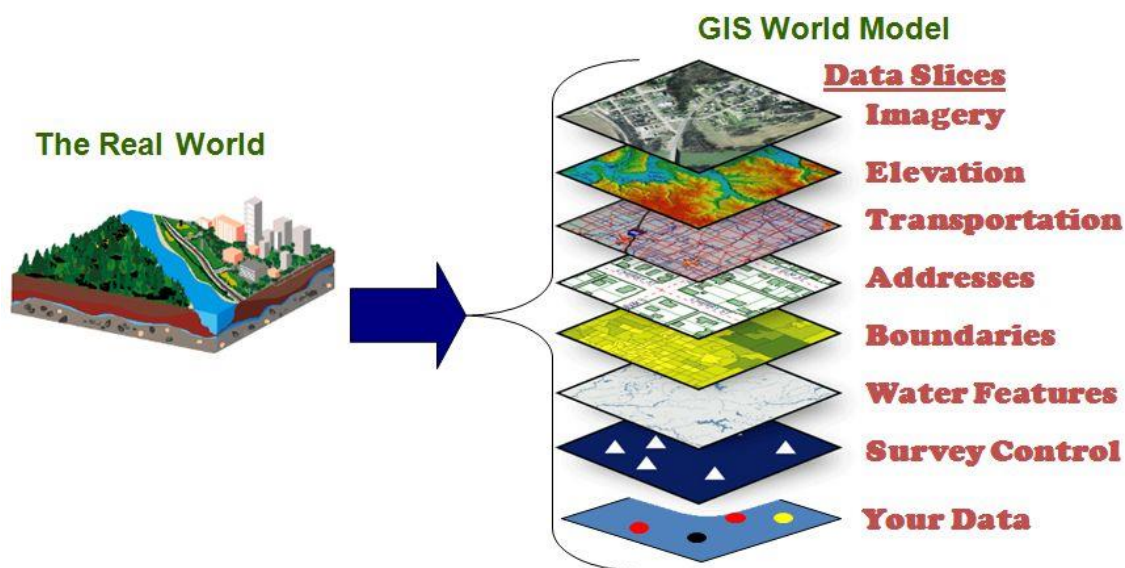 GIS World Model
The Real World
Data Slices
Imagery
Elevation
Transportation
Addresses
Boundaries
Water Features
Survey Control
Your Data